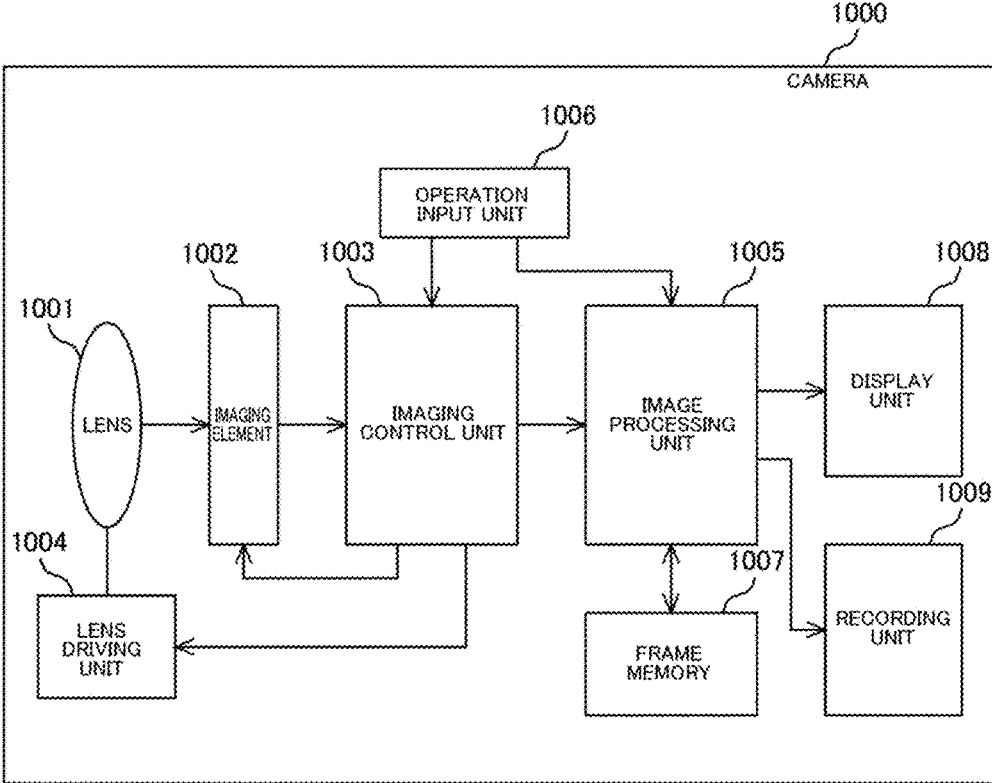 1000
CAMERA
1006
OPERATION
INPUT UNIT
1002
1003
1005
1008
1001
LENS
IMAGING
ELEMENT
IMAGING
CONTROL UNIT
IMAGE
PROCESSING
UNIT
DISPLAY
UNIT
1004
LENS
DRIVING
UNIT
1007
FRAME
MEMORY
1009
RECORDING
UNIT